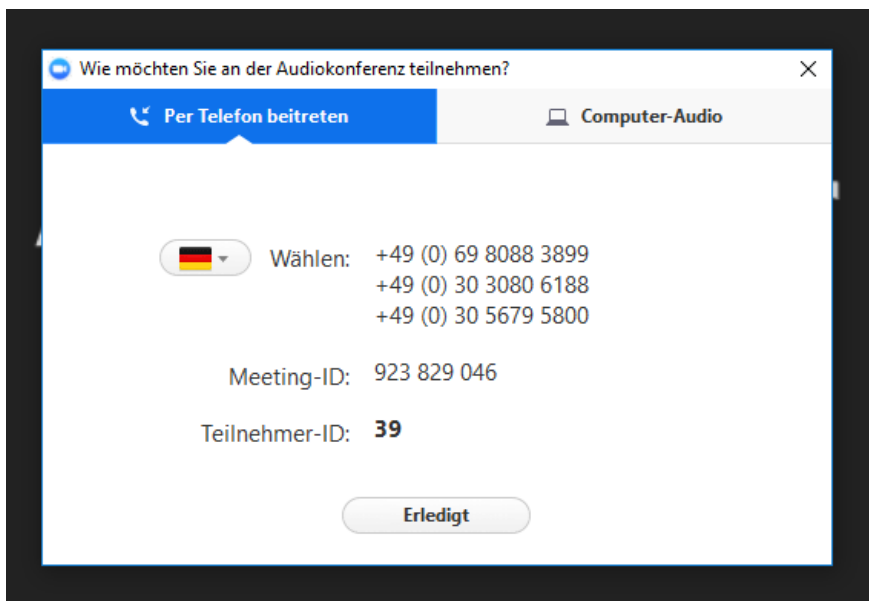 Wie möchten Sie an der Audiokonferenz teilnehmen?
Per Telefon beitreten
Computer-Audio
Wählen: +49 (0) 69 8088 3899
+49 (0) 30 3080 6188
+49 (0) 30 5679 5800
Meeting-ID: 923 829 046
Teilnehmer-ID: 39
Erledigt